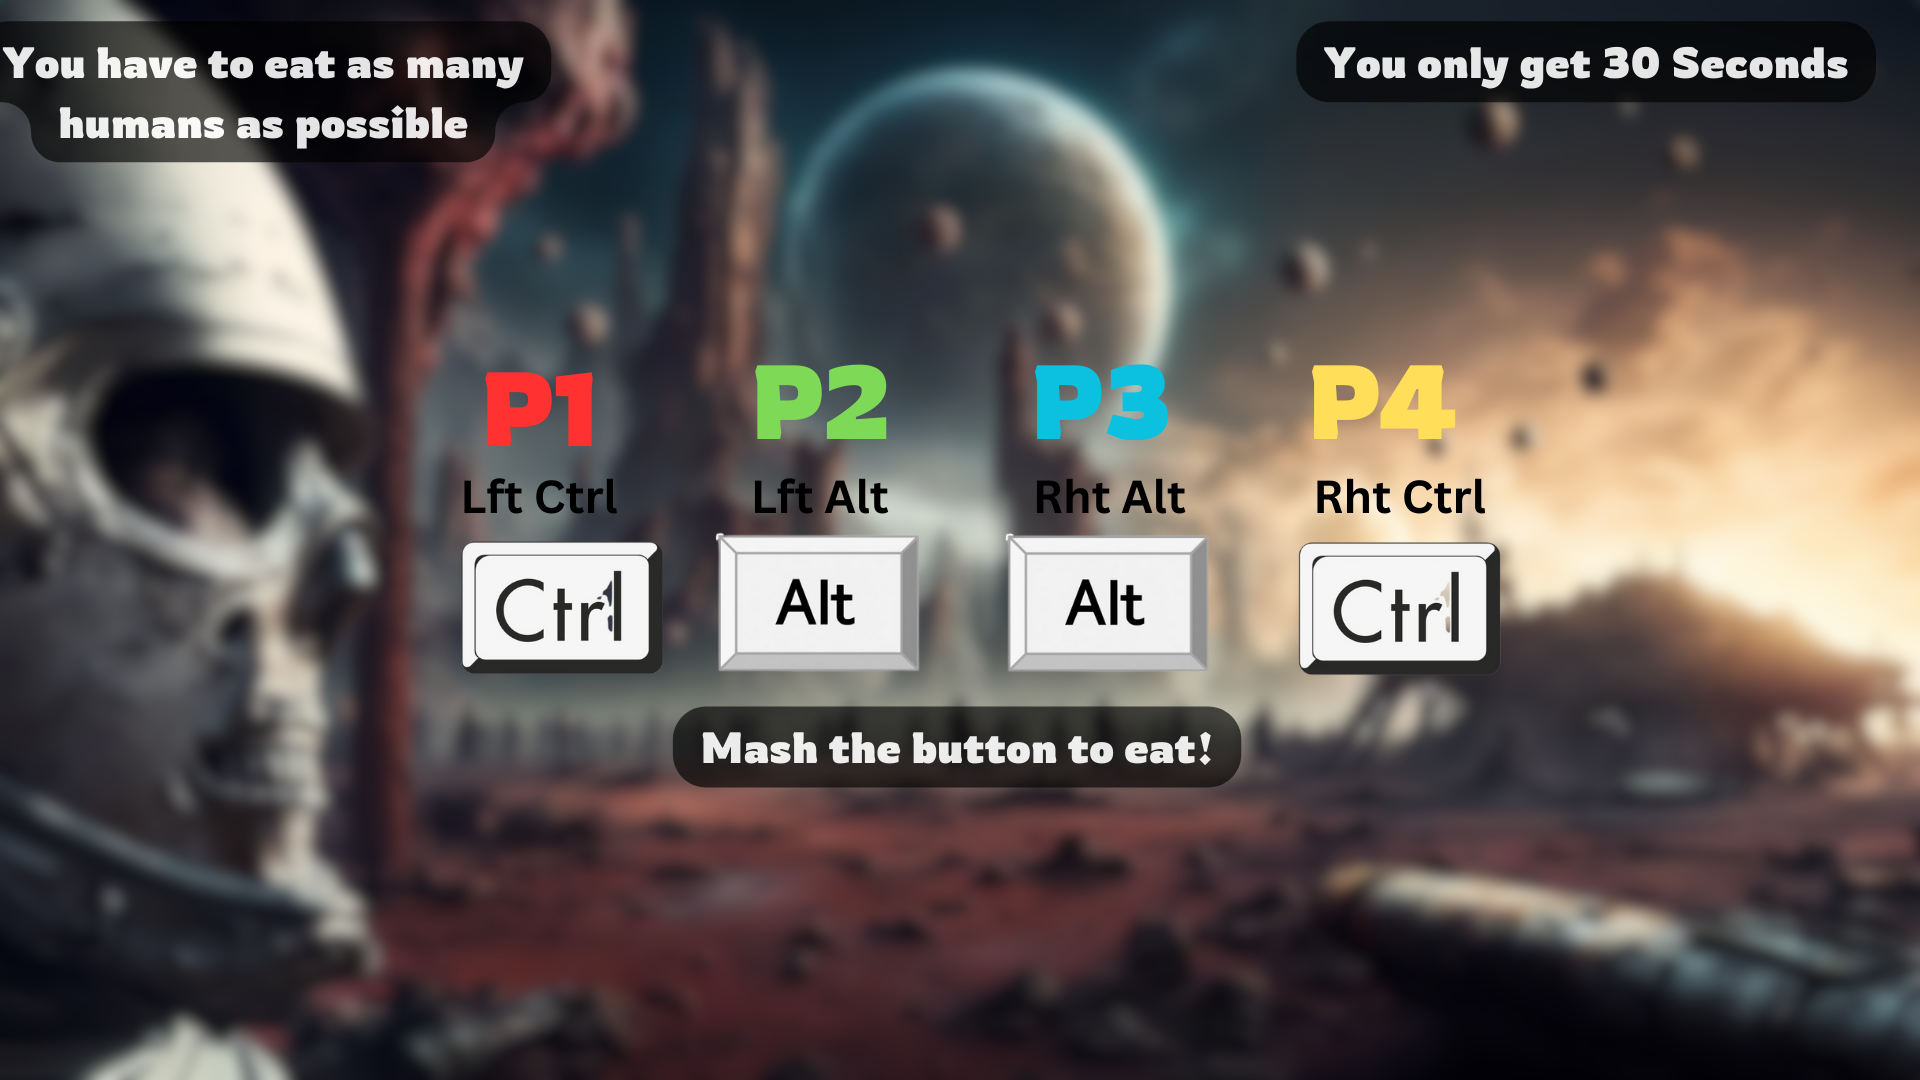 You have to eat as many
humans as possible
You only get 30 Seconds
P1
P2
P3
P4
Lft Ctrl
Lft Alt
Rht Alt
Rht Ctrl
Ctrl
Alt
Alt
Ctrl
Mash the button to eat!